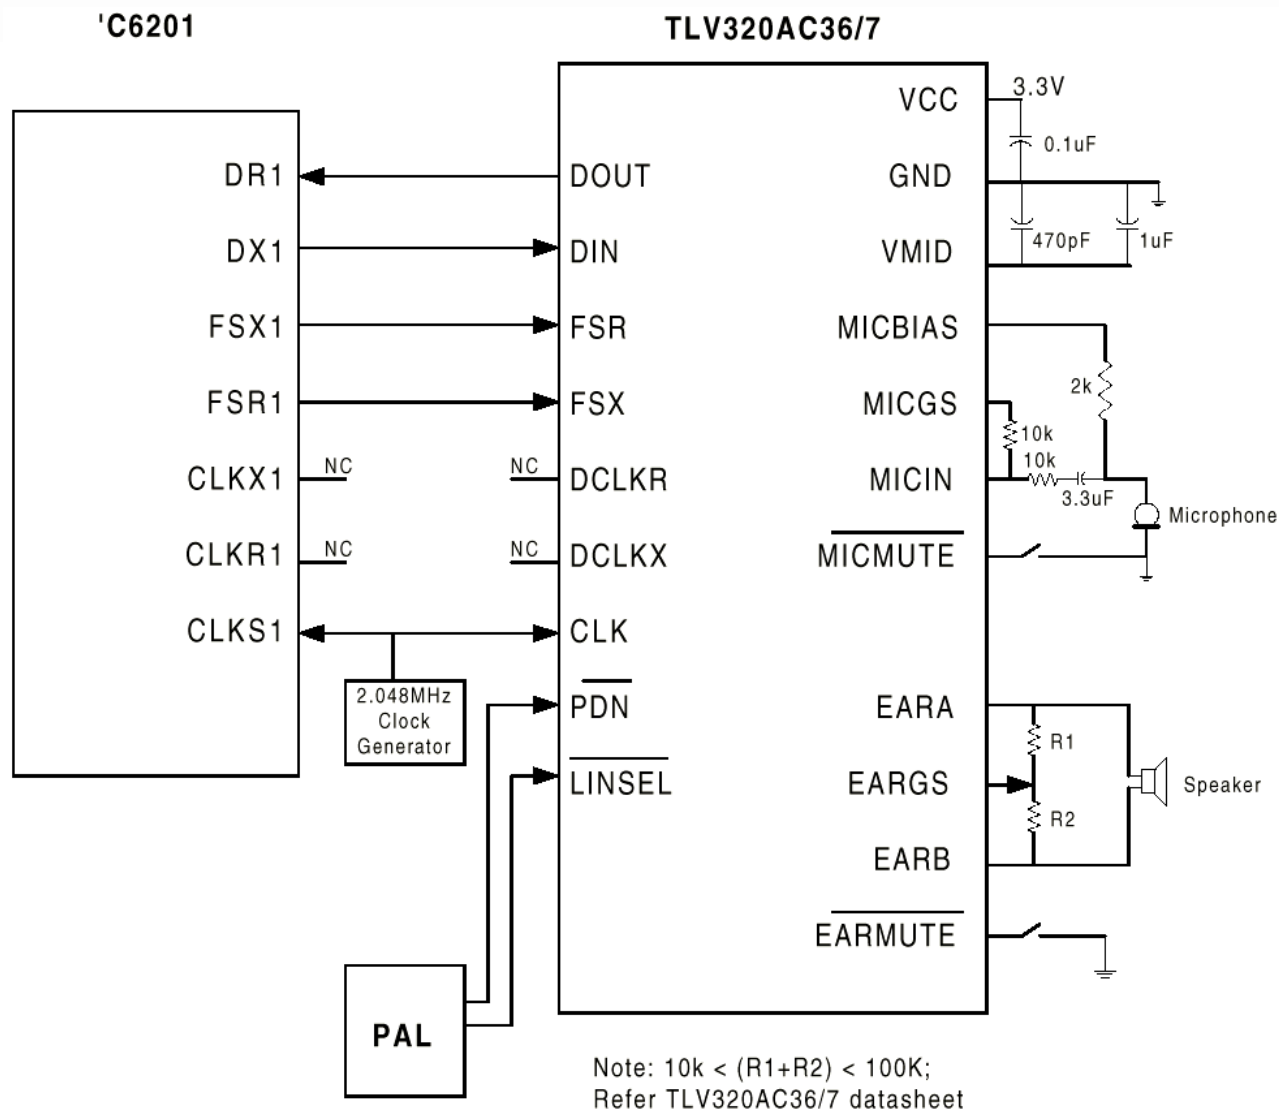 'C6201
TLV320AC36/7
DR1
DX1
FSX1
FSR1
CLKX1
CLKR1
CLKS1
NC
NC
NC
NC
2.048MHz
Clock
Generator
PAL
DOUT
DIN
FSR
FSX
DCLKR
DCLKX
CLK
PDN
LINSEL
VCC
GND
VMID
MICBIAS
MICGS
MICIN
MICMUTE
EARA
EARGS
EARB
EARMUTE
3.3V
0.1uF
470pF
1uF
2k
10k
10k
3.3uF
Microphone
R1
R2
Speaker
Note: 10k < (R1+R2) < 100K;
Refer TLV320AC36/7 datasheet